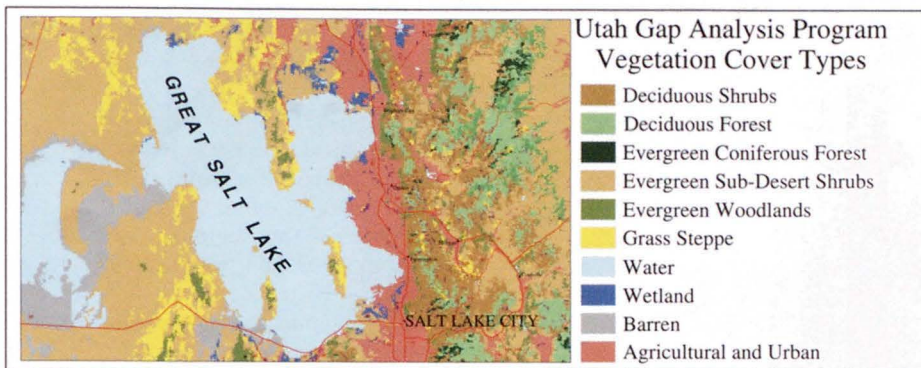 Utah Gap Analysis Program
Vegetation Cover Types
GREAT SALT LAKE
SALT LAKE CITY
Deciduous Shrubs
Deciduous Forest
Evergreen Coniferous Forest
Evergreen Sub-Desert Shrubs
Evergreen Woodlands
Grass Steppe
Water
Wetland
Barren
Agricultural and Urban